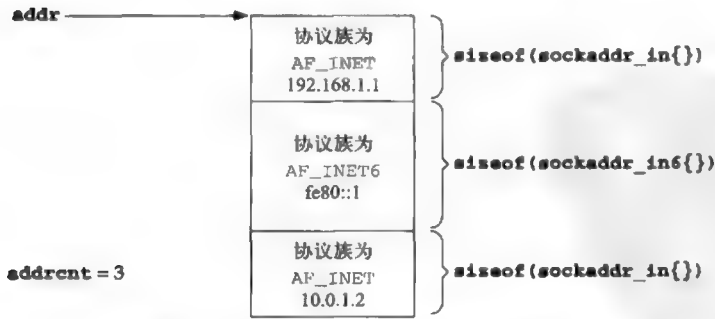 addr
协议族为
AF_INET
192.168.1.1
sizeof(sockaddr_in{})
协议族为
AF_INET6
fe80::1
sizeof(sockaddr_in6{})
addrcnt = 3
协议族为
AF_INET
10.0.1.2
sizeof(sockaddr_in{})